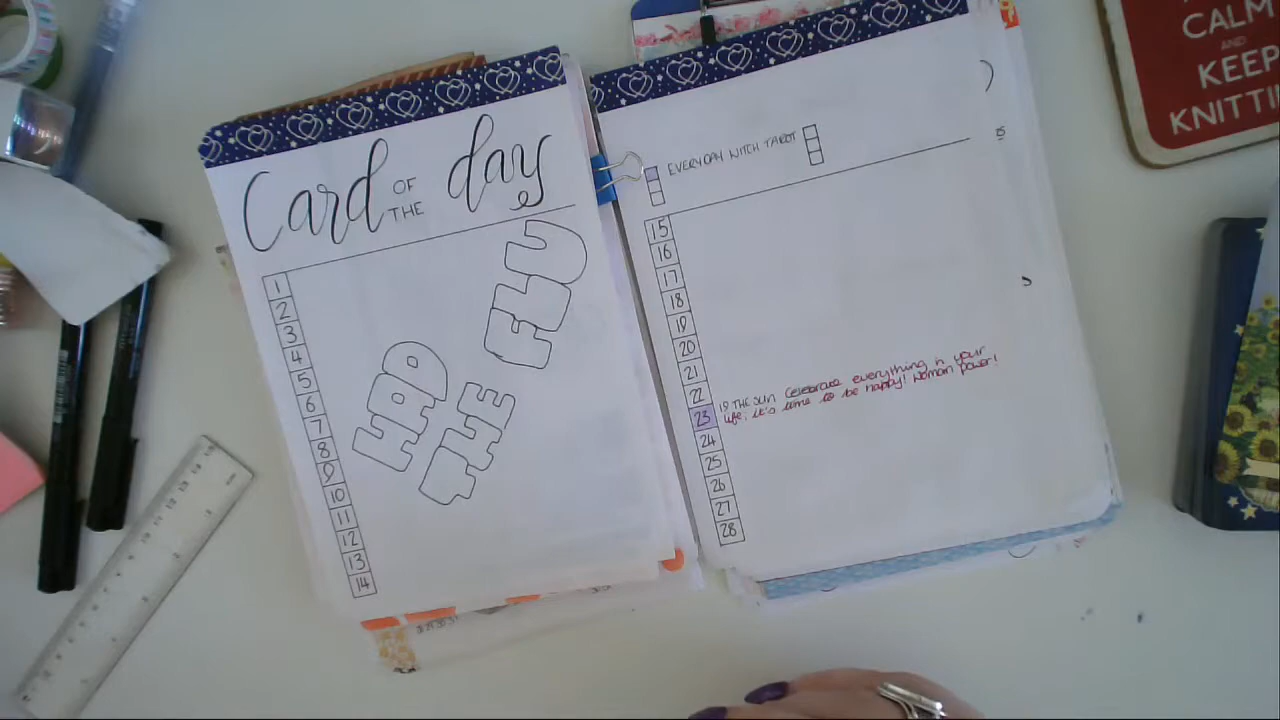 Card OF THE day
1
2
3
4
5
6
7
8
9
10
11
12
13
14
HAD
THE
FLU
EVERYDAY WITCH TAROT
15
16
17
18
19
20
21
22
23
24
25
26
27
28
19 THE SUN Celebrate everything in your
life; it's time to be happy! Woman power!
CALM
AND
KEEP
KNITTI